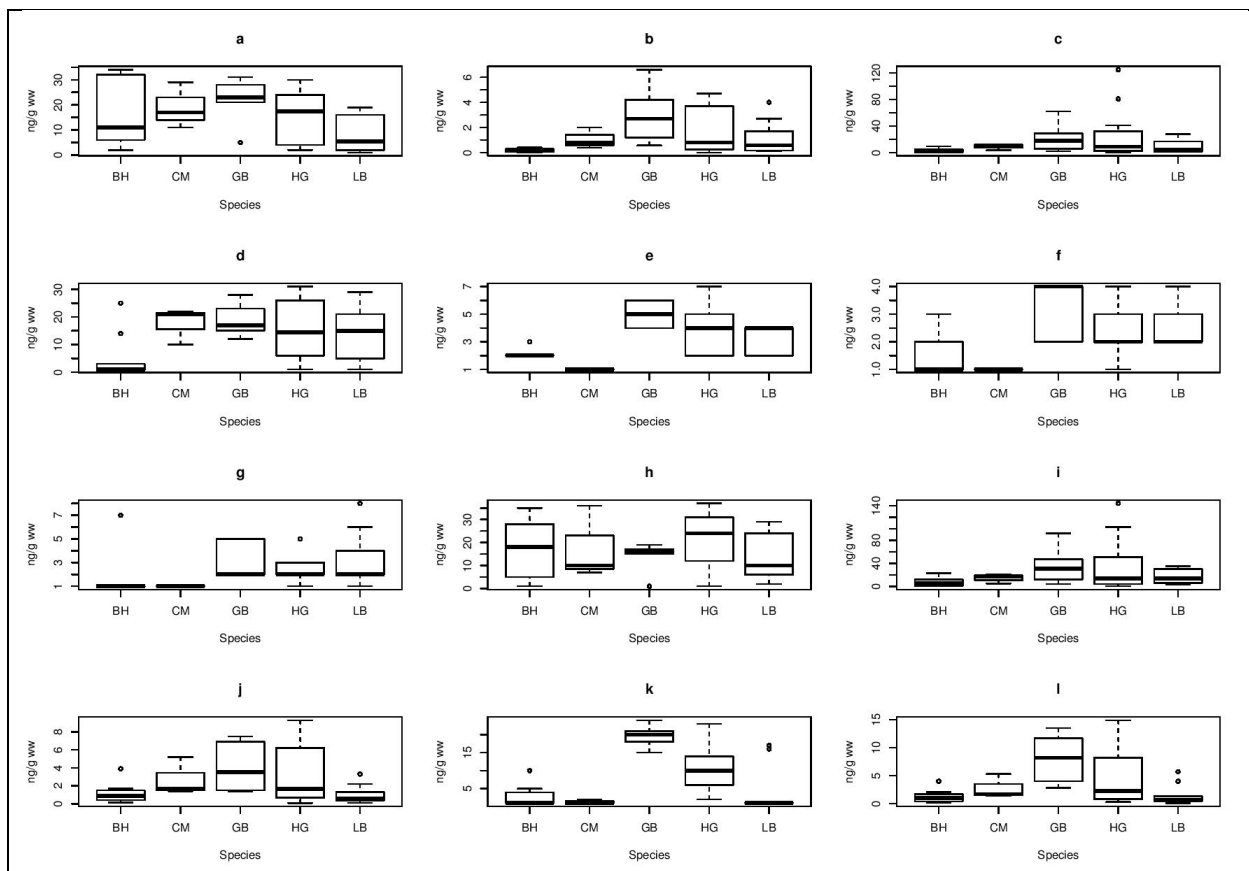 a b c
ng/g ww 0 10 20 30 BH CM GB HG LB Species
ng/g ww 0 2 4 6 BH CM GB HG LB Species
ng/g ww 0 40 80 120 BH CM GB HG LB Species
d e f
ng/g ww 0 10 20 30 BH CM GB HG LB Species
ng/g ww 1 3 5 7 BH CM GB HG LB Species
ng/g ww 1.0 2.0 3.0 4.0 BH CM GB HG LB Species
g h i
ng/g ww 1 3 5 7 BH CM GB HG LB Species
ng/g ww 0 10 20 30 BH CM GB HG LB Species
ng/g ww 0 40 80 140 BH CM GB HG LB Species
j k l
ng/g ww 0 2 4 6 8 BH CM GB HG LB Species
ng/g ww 5 15 BH CM GB HG LB Species
ng/g ww 0 5 10 15 BH CM GB HG LB Species